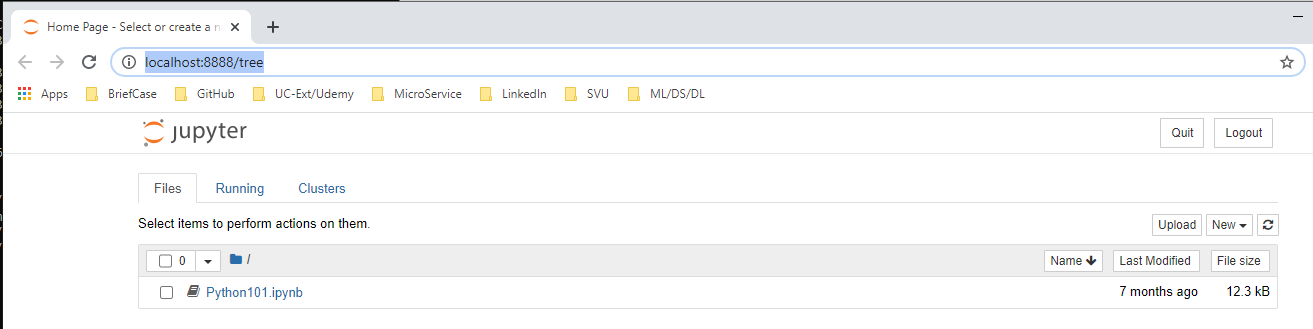 Home Page - Select or create a n
localhost:8888/tree
Apps BriefCase GitHub UC-Ext/Udemy MicroService LinkedIn SVU ML/DS/DL
jupyter Quit Logout
Files Running Clusters
Select items to perform actions on them. Upload New
0 / Name Last Modified File size
Python101.ipynb 7 months ago 12.3 kB